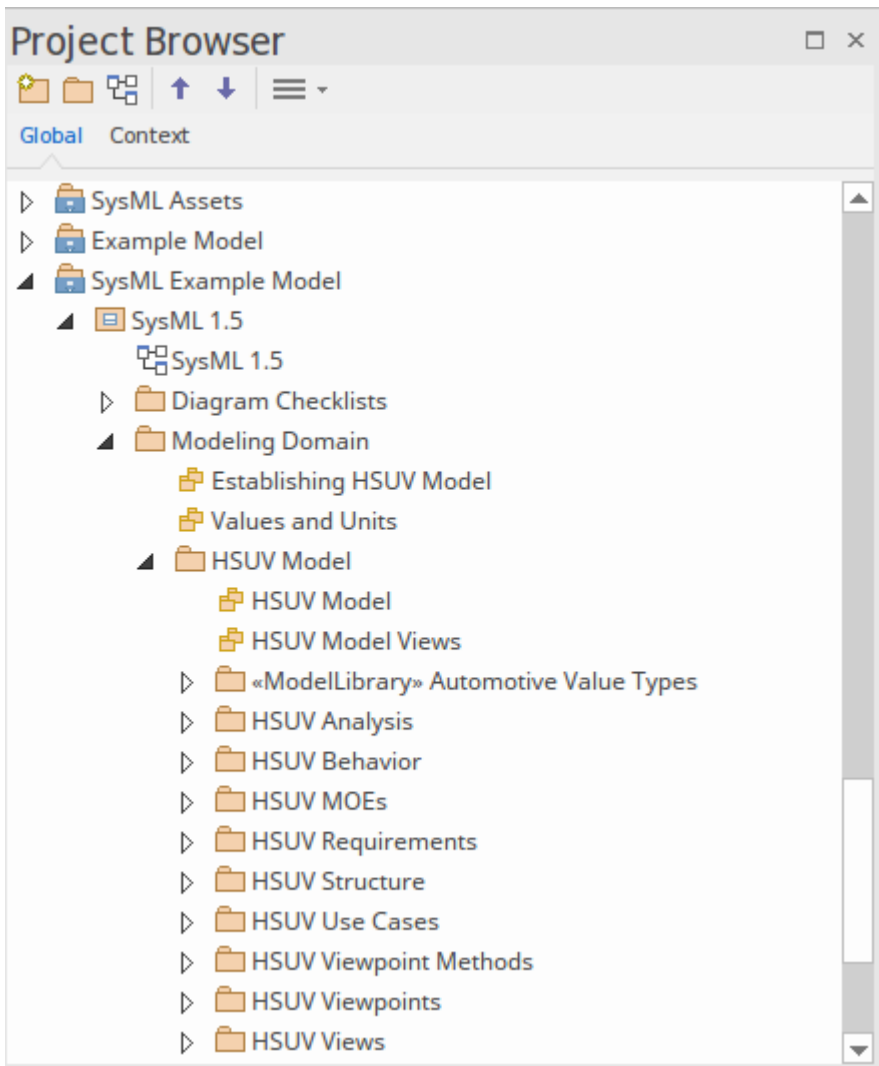 Project Browser
Global Context
SysML Assets
Example Model
SysML Example Model
SysML 1.5
SysML 1.5
Diagram Checklists
Modeling Domain
Establishing HSUV Model
Values and Units
HSUV Model
HSUV Model
HSUV Model Views
«ModelLibrary» Automotive Value Types
HSUV Analysis
HSUV Behavior
HSUV MOEs
HSUV Requirements
HSUV Structure
HSUV Use Cases
HSUV Viewpoint Methods
HSUV Viewpoints
HSUV Views